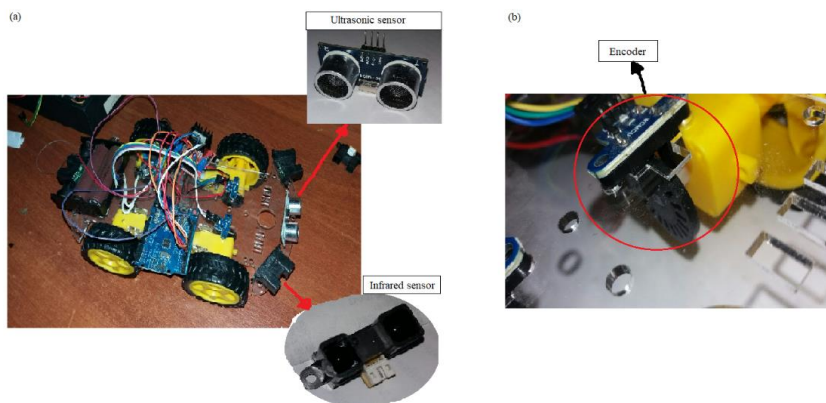 (a)
Ultrasonic sensor
(b)
Encoder
Infrared sensor